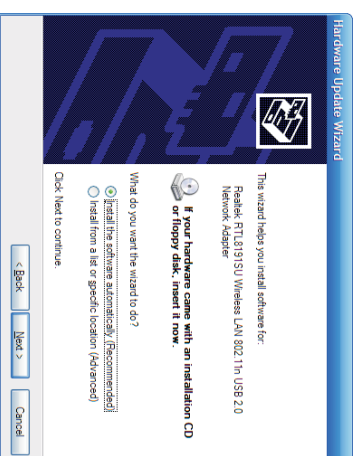 Hardware Update Wizard
This wizard helps you install software for:
Realtek RTL8191SU Wireless LAN 802.11n USB 2.0
Network Adapter
If your hardware came with an installation CD
or floppy disk, insert it now.
What do you want the wizard to do?
Install the software automatically (Recommended)
Install from a list or specific location (Advanced)
Click Next to continue.
< Back
Next >
Cancel